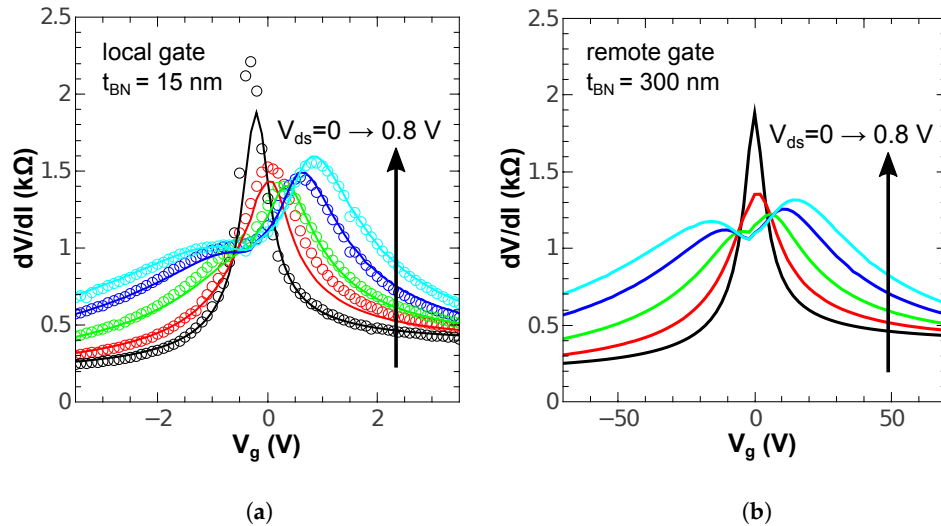 local gate
t_BN = 15 nm
V_ds=0 → 0.8 V
dV/dI (kΩ)
2.5
2
1.5
1
0.5
0
−2
0
2
V_g (V)
(a)
remote gate
t_BN = 300 nm
V_ds=0 → 0.8 V
dV/dI (kΩ)
2.5
2
1.5
1
0.5
0
−50
0
50
V_g (V)
(b)